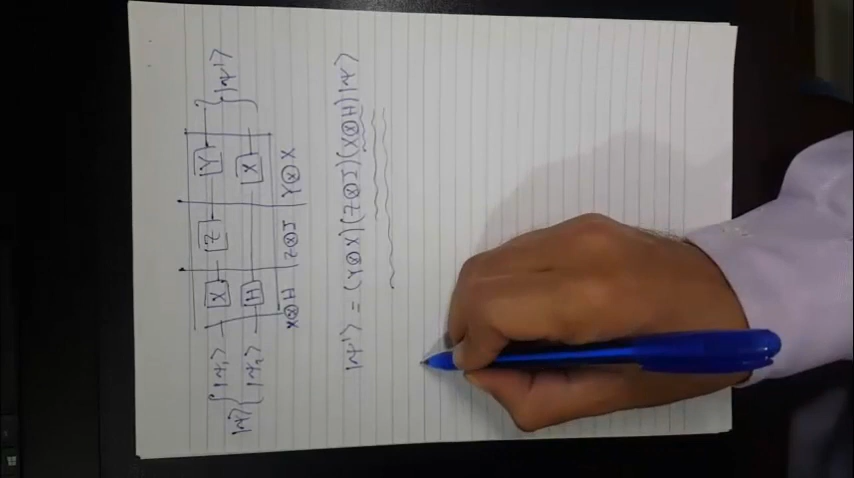 |ψ⟩ { |ψ₁⟩ X Z Y } |ψ'⟩
|ψ₂⟩ H X
X⊗H Z⊗I Y⊗X
|ψ'⟩ = (Y⊗X)(Z⊗I)(X⊗H)|ψ⟩